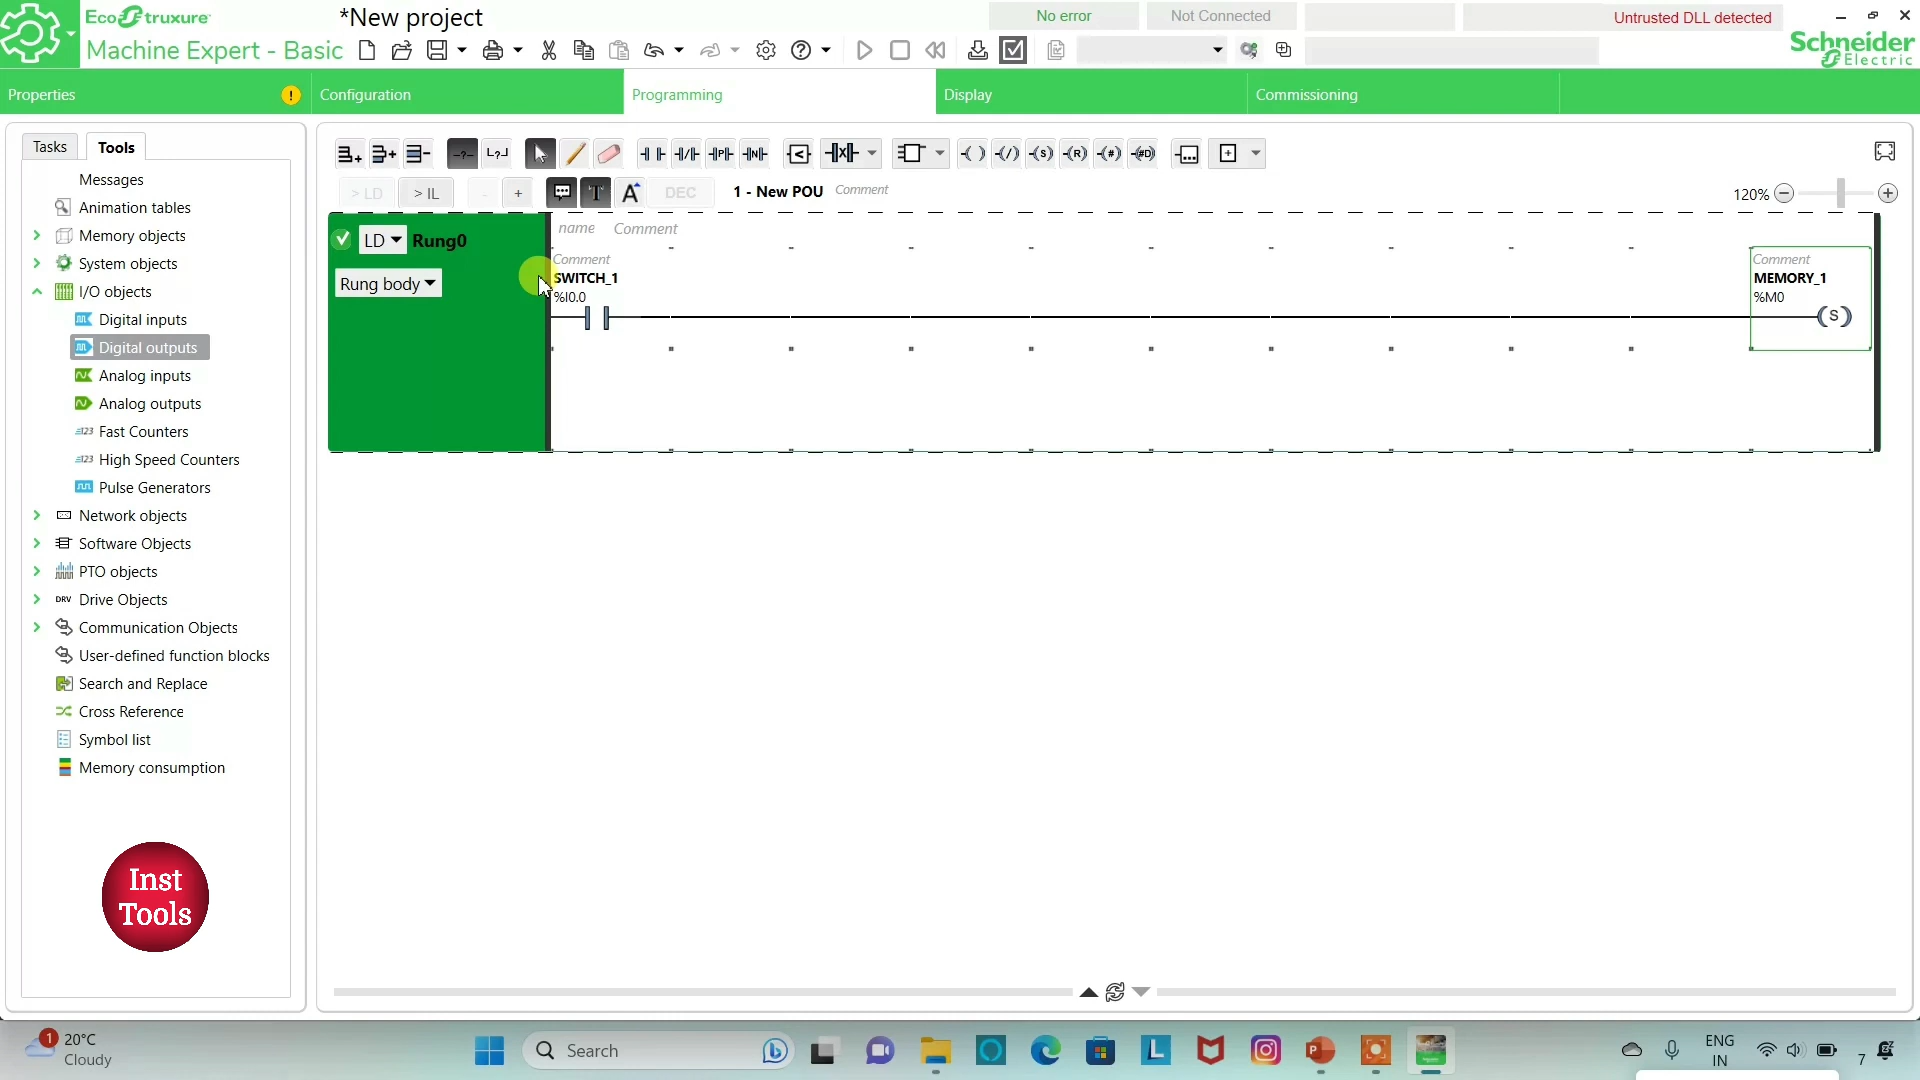 EcoStruxure
Machine Expert - Basic
*New project
No error
Not Connected
Untrusted DLL detected
Schneider
Electric
Properties
!
Configuration
Programming
Display
Commissioning
Tasks
Tools
Messages
Animation tables
Memory objects
System objects
I/O objects
Digital inputs
Digital outputs
Analog inputs
Analog outputs
Fast Counters
High Speed Counters
Pulse Generators
Network objects
Software Objects
PTO objects
DRV Drive Objects
Communication Objects
User-defined function blocks
Search and Replace
Cross Reference
Symbol list
Memory consumption
Inst
Tools
> LD
> IL
-
+
T
A
DEC
1 - New POU
Comment
120%
LD
Rung0
Rung body
name
Comment
Comment
SWITCH_1
%I0.0
Comment
MEMORY_1
%M0
S
1
20°C
Cloudy
Search
ENG
IN
7